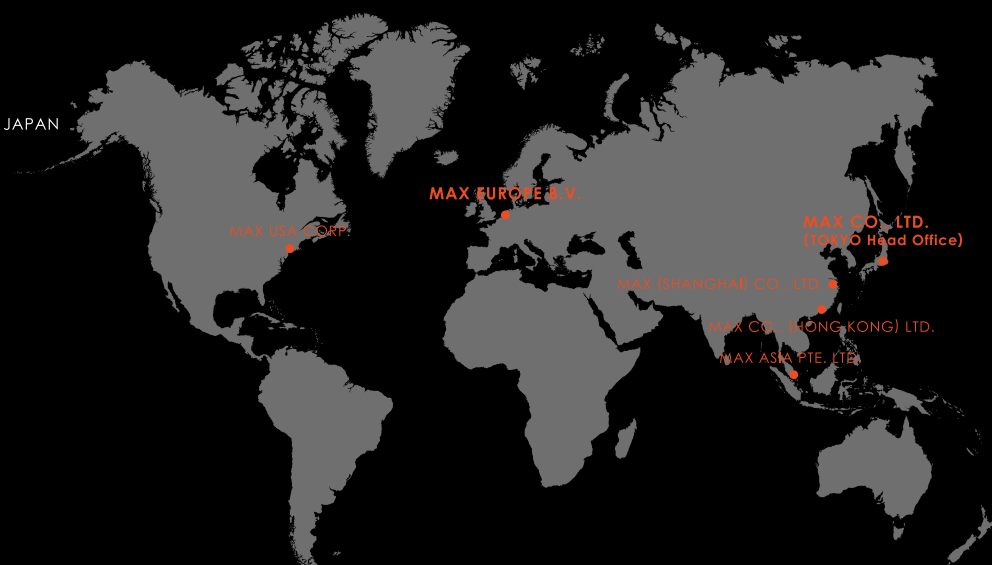 JAPAN
MAX EUROPE B.V.
MAX USA CORP.
MAX CO., LTD.
(TOKYO Head Office)
MAX (SHANGHAI) CO., LTD.
MAX CO., (HONG KONG) LTD.
MAX ASIA PTE. LTD.